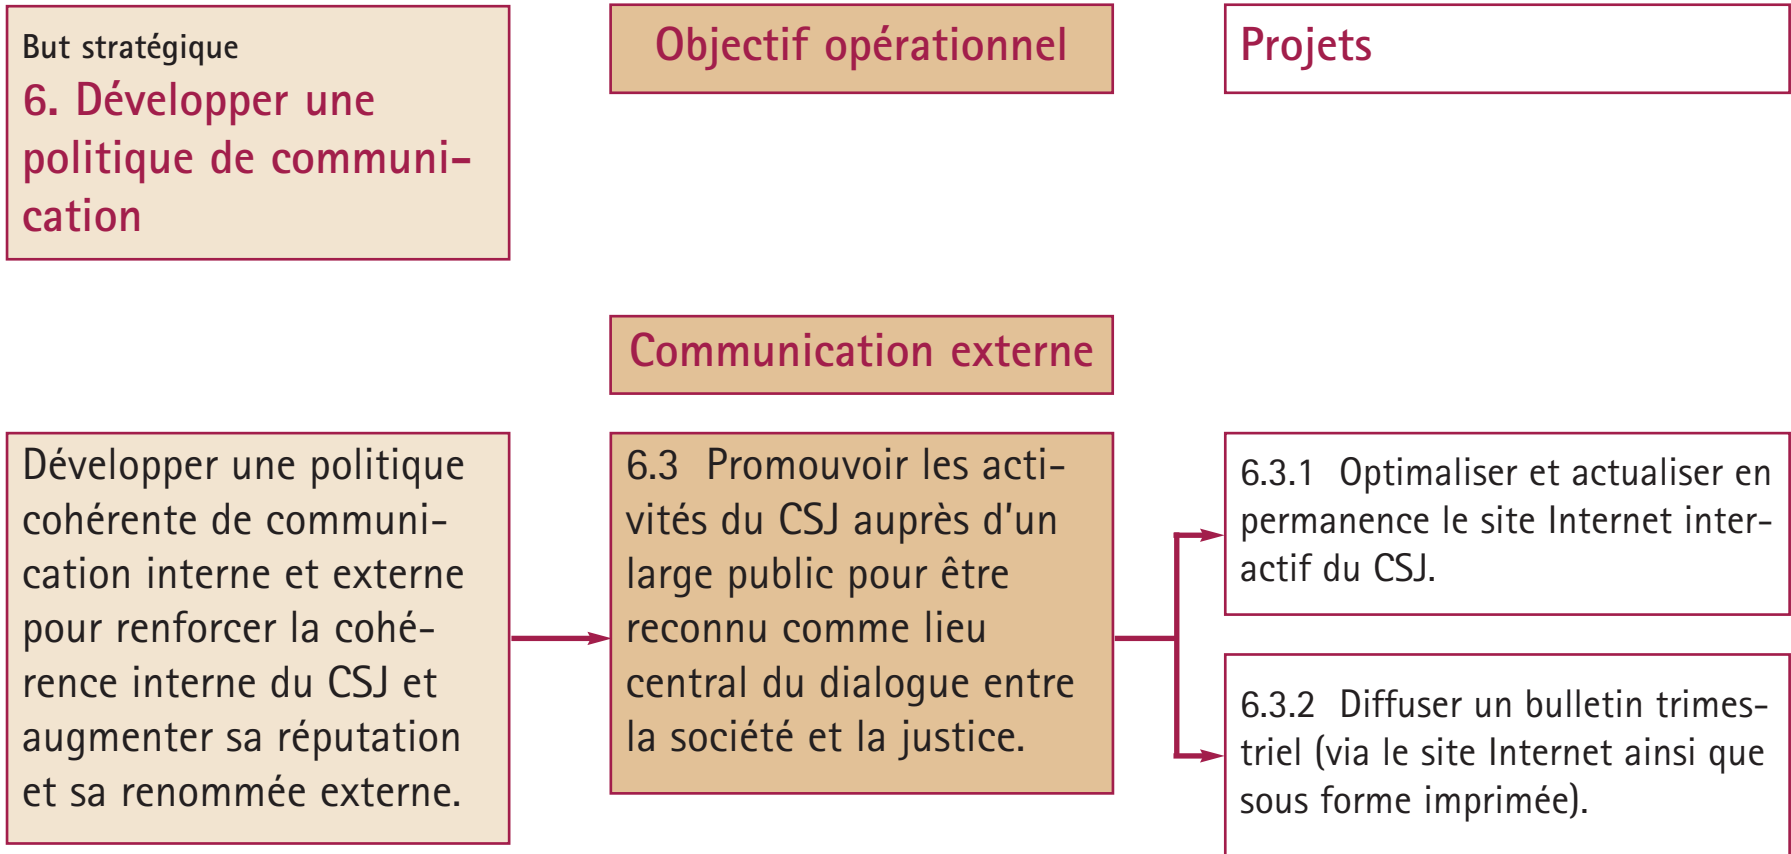 But stratégique
6. Développer une
politique de communi-
cation
Objectif opérationnel
Projets
Communication externe
Développer une politique
cohérente de communi-
cation interne et externe
pour renforcer la cohé-
rence interne du CSJ et
augmenter sa réputation
et sa renommée externe.
6.3 Promouvoir les acti-
vités du CSJ auprès d'un
large public pour être
reconnu comme lieu
central du dialogue entre
la société et la justice.
6.3.1 Optimaliser et actualiser en
permanence le site Internet inter-
actif du CSJ.
6.3.2 Diffuser un bulletin trimes-
triel (via le site Internet ainsi que
sous forme imprimée).